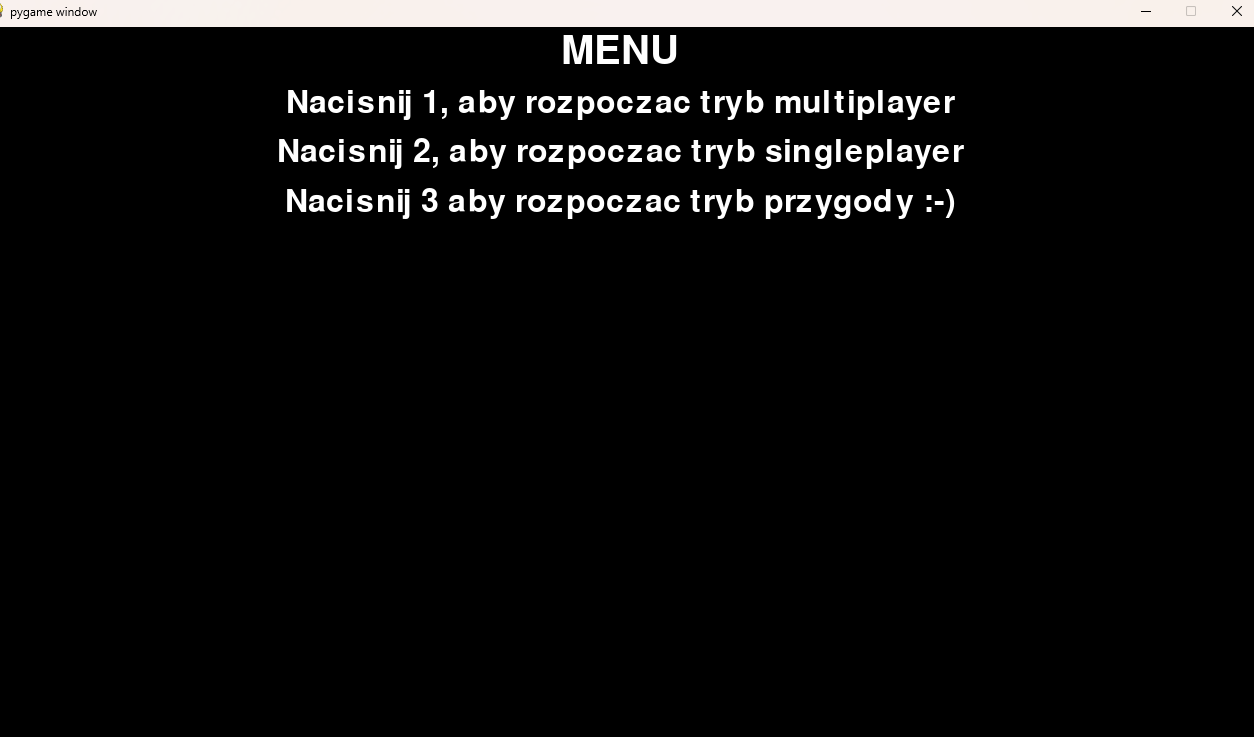 pygame window
MENU
Nacisnij 1, aby rozpoczac tryb multiplayer
Nacisnij 2, aby rozpoczac tryb singleplayer
Nacisnij 3 aby rozpoczac tryb przygody :-)